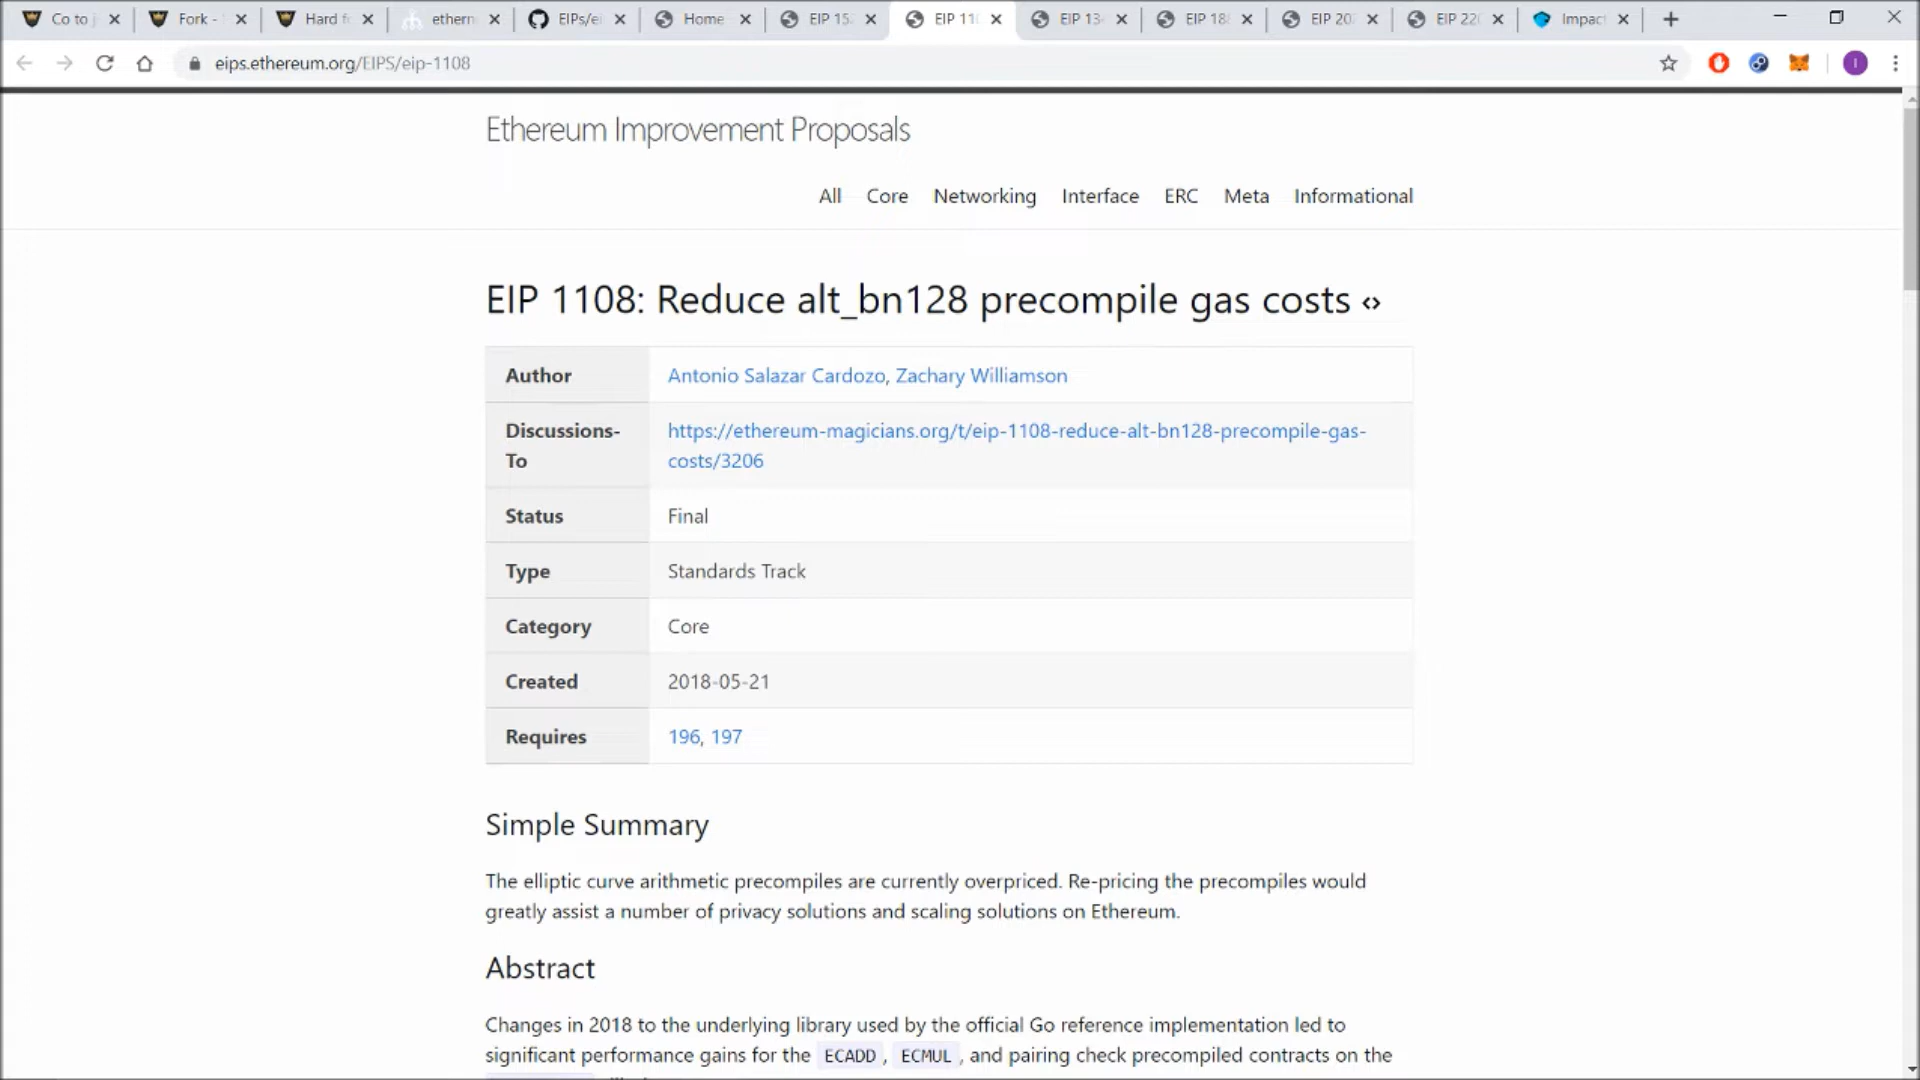 Co to j
Fork -
Hard f
ethern
EIPs/ei
Home
EIP 15
EIP 11
EIP 13
EIP 18
EIP 20
EIP 22
Impac
eips.ethereum.org/EIPS/eip-1108
I
Ethereum Improvement Proposals
All Core Networking Interface ERC Meta Informational
EIP 1108: Reduce alt_bn128 precompile gas costs <>
Author Antonio Salazar Cardozo, Zachary Williamson
Discussions- https://ethereum-magicians.org/t/eip-1108-reduce-alt-bn128-precompile-gas-
To costs/3206
Status Final
Type Standards Track
Category Core
Created 2018-05-21
Requires 196, 197
Simple Summary
The elliptic curve arithmetic precompiles are currently overpriced. Re-pricing the precompiles would
greatly assist a number of privacy solutions and scaling solutions on Ethereum.
Abstract
Changes in 2018 to the underlying library used by the official Go reference implementation led to
significant performance gains for the ECADD, ECMUL, and pairing check precompiled contracts on the